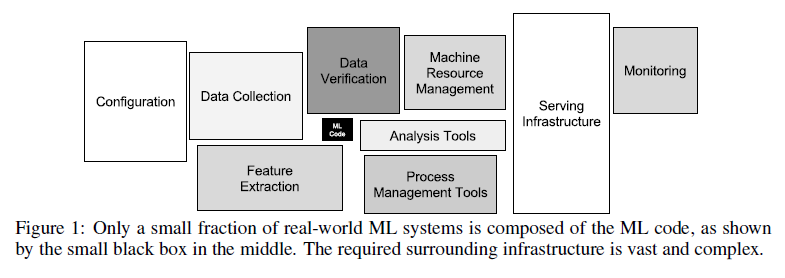 Configuration
Data Collection
Data
Verification
Machine
Resource
Management
Serving
Infrastructure
Monitoring
ML
Code
Analysis Tools
Feature
Extraction
Process
Management Tools
Figure 1: Only a small fraction of real-world ML systems is composed of the ML code, as shown
by the small black box in the middle. The required surrounding infrastructure is vast and complex.